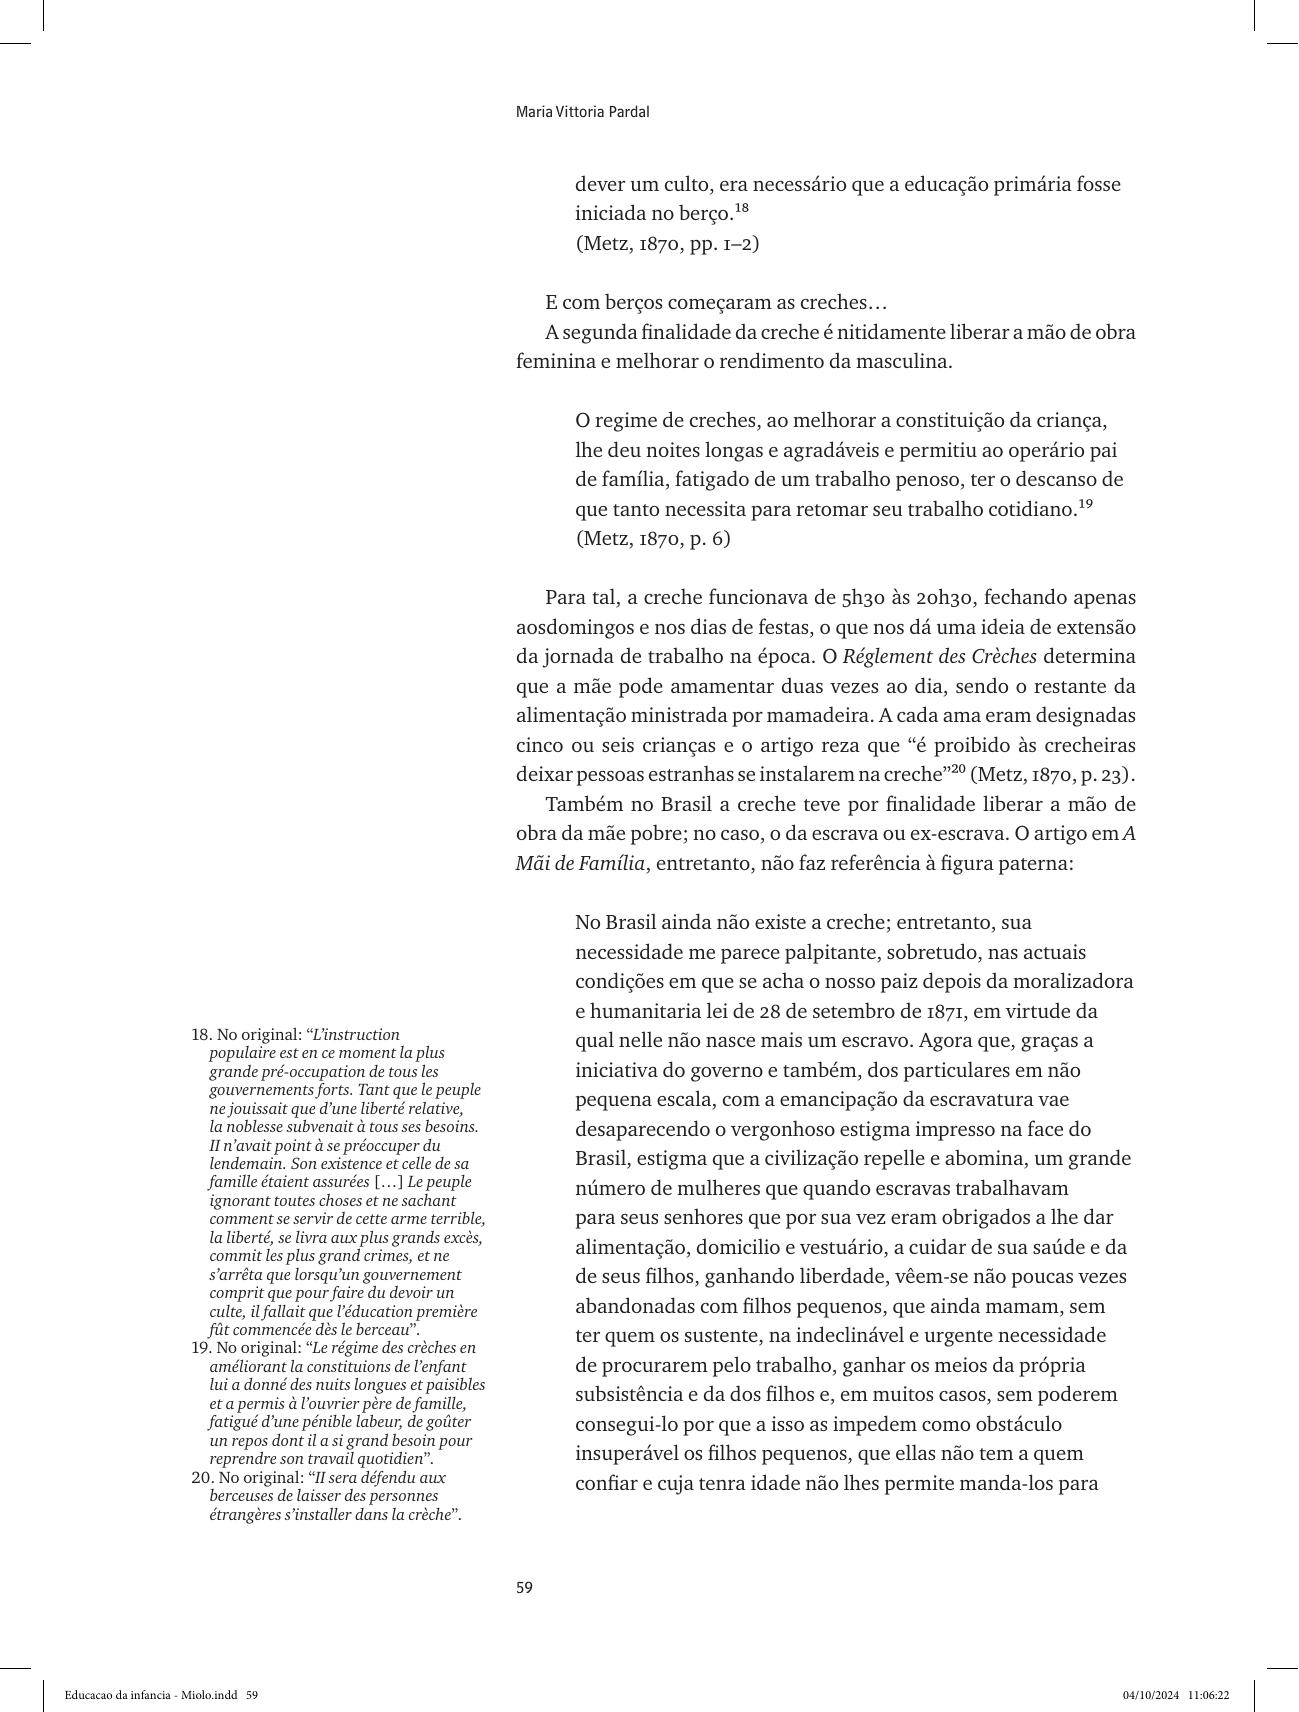 Maria Vittoria Pardal
dever um culto, era necessário que a educação primária fosse
iniciada no berço.¹⁸
(Metz, 1870, pp. 1–2)
E com berços começaram as creches…
A segunda finalidade da creche é nitidamente liberar a mão de obra
feminina e melhorar o rendimento da masculina.
O regime de creches, ao melhorar a constituição da criança,
lhe deu noites longas e agradáveis e permitiu ao operário pai
de família, fatigado de um trabalho penoso, ter o descanso de
que tanto necessita para retomar seu trabalho cotidiano.¹⁹
(Metz, 1870, p. 6)
Para tal, a creche funcionava de 5h30 às 20h30, fechando apenas
aosdomingos e nos dias de festas, o que nos dá uma ideia de extensão
da jornada de trabalho na época. O Réglement des Crèches determina
que a mãe pode amamentar duas vezes ao dia, sendo o restante da
alimentação ministrada por mamadeira. A cada ama eram designadas
cinco ou seis crianças e o artigo reza que “é proibido às crecheiras
deixar pessoas estranhas se instalarem na creche”²⁰ (Metz, 1870, p. 23).
Também no Brasil a creche teve por finalidade liberar a mão de
obra da mãe pobre; no caso, o da escrava ou ex-escrava. O artigo em A
Mãi de Família, entretanto, não faz referência à figura paterna:
No Brasil ainda não existe a creche; entretanto, sua
necessidade me parece palpitante, sobretudo, nas actuais
condições em que se acha o nosso paiz depois da moralizadora
e humanitaria lei de 28 de setembro de 1871, em virtude da
qual nelle não nasce mais um escravo. Agora que, graças a
iniciativa do governo e também, dos particulares em não
pequena escala, com a emancipação da escravatura vae
desaparecendo o vergonhoso estigma impresso na face do
Brasil, estigma que a civilização repelle e abomina, um grande
número de mulheres que quando escravas trabalhavam
para seus senhores que por sua vez eram obrigados a lhe dar
alimentação, domicilio e vestuário, a cuidar de sua saúde e da
de seus filhos, ganhando liberdade, vêem-se não poucas vezes
abandonadas com filhos pequenos, que ainda mamam, sem
ter quem os sustente, na indeclinável e urgente necessidade
de procurarem pelo trabalho, ganhar os meios da própria
subsistência e da dos filhos e, em muitos casos, sem poderem
consegui-lo por que a isso as impedem como obstáculo
insuperável os filhos pequenos, que ellas não tem a quem
confiar e cuja tenra idade não lhes permite manda-los para
18. No original: “L’instruction
populaire est en ce moment la plus
grande pré-occupation de tous les
gouvernements forts. Tant que le peuple
ne jouissait que d’une liberté relative,
la noblesse subvenait à tous ses besoins.
II n’avait point à se préoccuper du
lendemain. Son existence et celle de sa
famille étaient assurées […] Le peuple
ignorant toutes choses et ne sachant
comment se servir de cette arme terrible,
la liberté, se livra aux plus grands excès,
commit les plus grand crimes, et ne
s’arrêta que lorsqu’un gouvernement
comprit que pour faire du devoir un
culte, il fallait que l’éducation première
fût commencée dès le berceau”.
19. No original: “Le régime des crèches en
améliorant la constituions de l’enfant
lui a donné des nuits longues et paisibles
et a permis à l’ouvrier père de famille,
fatigué d’une pénible labeur, de goûter
un repos dont il a si grand besoin pour
reprendre son travail quotidien”.
20. No original: “II sera défendu aux
berceuses de laisser des personnes
étrangères s’installer dans la crèche”.
59
Educacao da infancia - Miolo.indd 59
04/10/2024 11:06:22